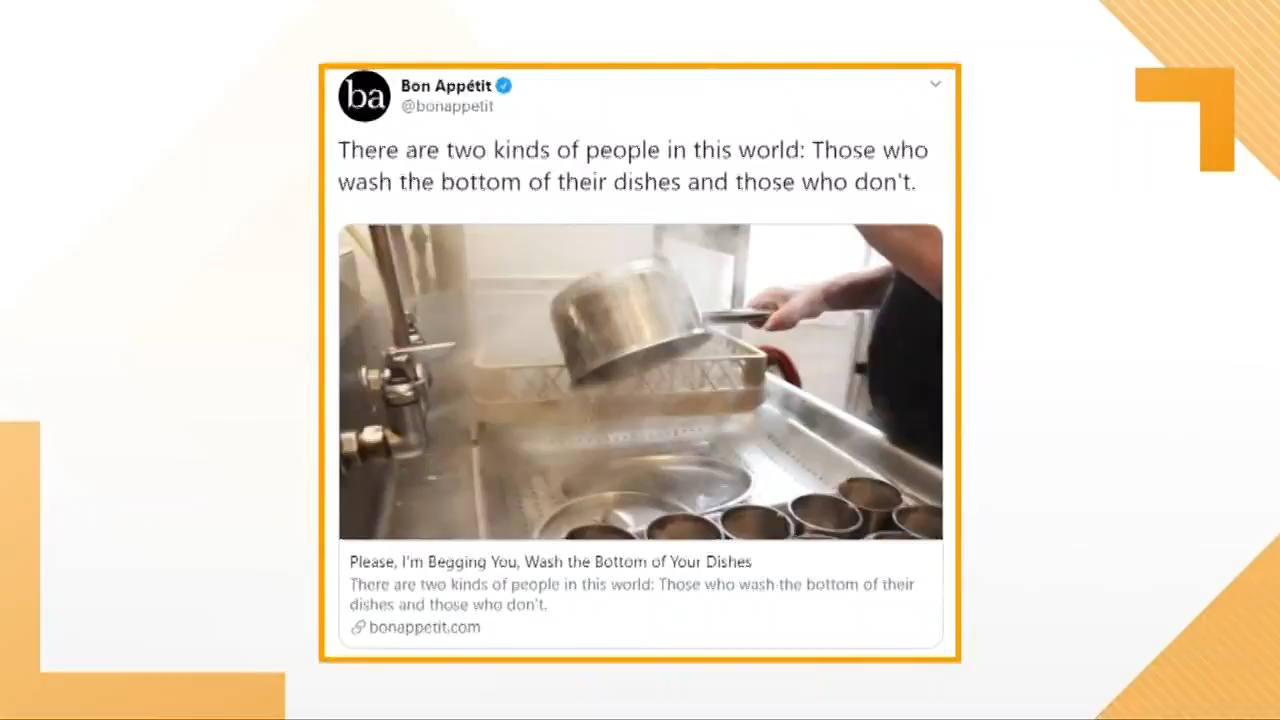 ba
Bon Appétit
@bonappetit
There are two kinds of people in this world: Those who
wash the bottom of their dishes and those who don't.
Please, I'm Begging You, Wash the Bottom of Your Dishes
There are two kinds of people in this world: Those who wash the bottom of their
dishes and those who don't.
bonappetit.com